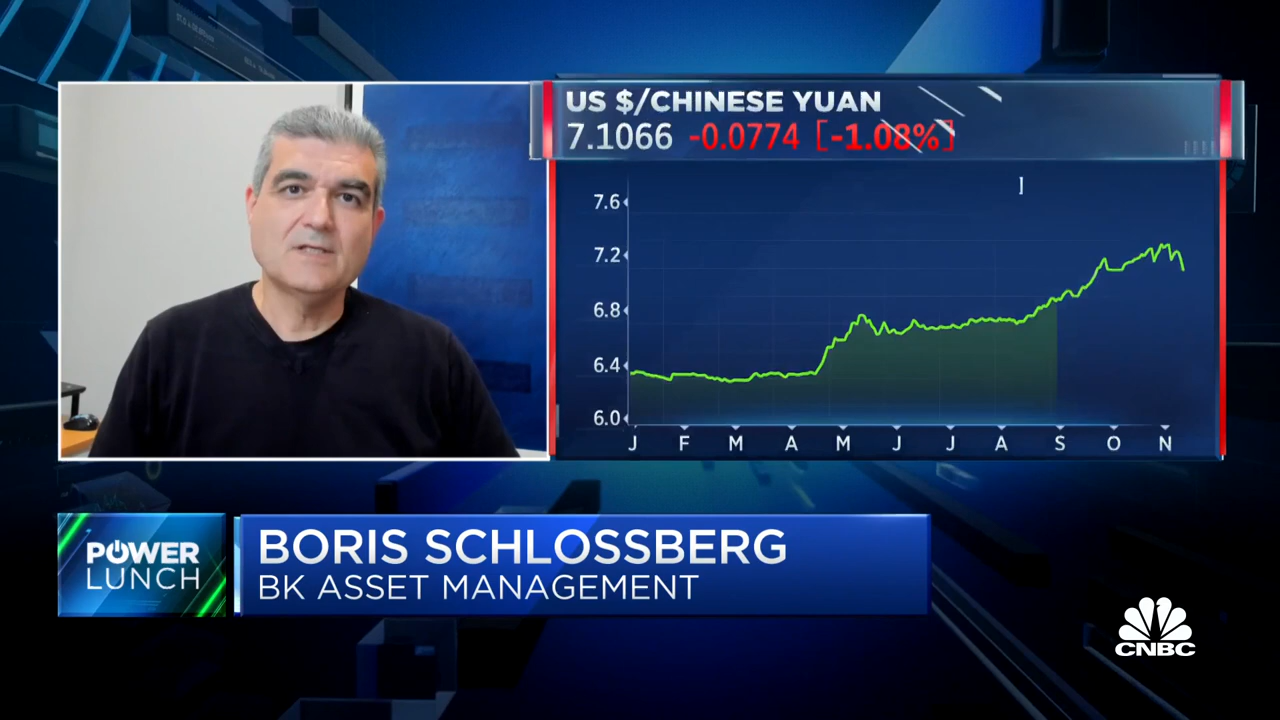 US $/CHINESE YUAN
7.1066 -0.0774 [-1.08%]
7.6
7.2
6.8
6.4
6.0
J F M A M J J A S O N
POWER
LUNCH
BORIS SCHLOSSBERG
BK ASSET MANAGEMENT
CNBC